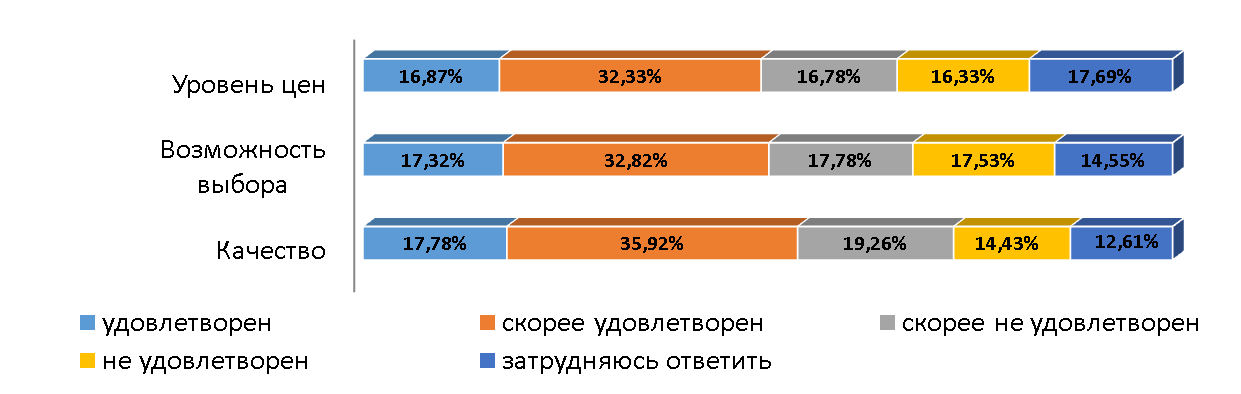 Уровень цен
16,87% 32,33% 16,78% 16,33% 17,69%
Возможность
выбора
17,32% 32,82% 17,78% 17,53% 14,55%
Качество
17,78% 35,92% 19,26% 14,43% 12,61%
удовлетворен скорее удовлетворен скорее не удовлетворен
не удовлетворен затрудняюсь ответить